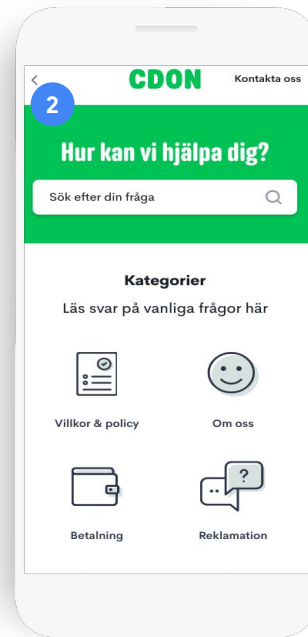 CDON
Kontakta oss
2
Hur kan vi hjälpa dig?
Sök efter din fråga
Kategorier
Läs svar på vanliga frågor här
?
Villkor & policy
Om oss
Betalning
Reklamation